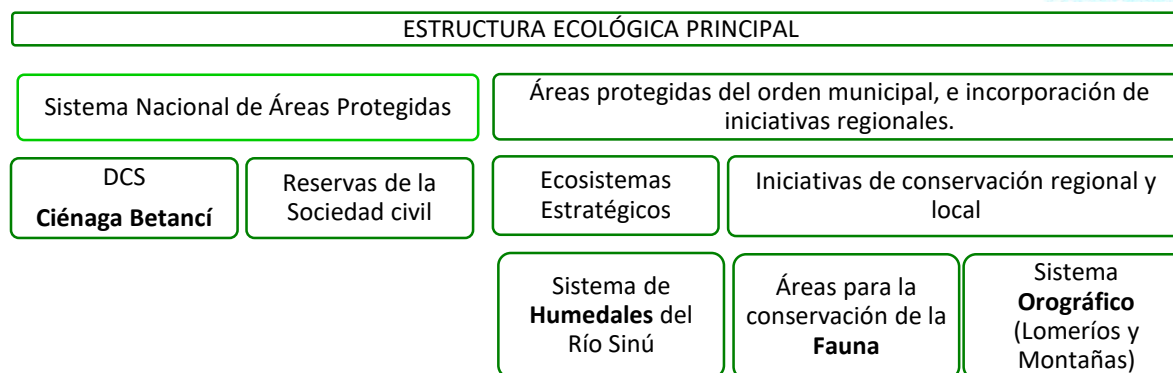 ESTRUCTURA ECOLÓGICA PRINCIPAL
Sistema Nacional de Áreas Protegidas
Áreas protegidas del orden municipal, e incorporación de
iniciativas regionales.
DCS
Ciénaga Betancí
Reservas de la
Sociedad civil
Ecosistemas
Estratégicos
Iniciativas de conservación regional y
local
Sistema de
Humedales del
Río Sinú
Áreas para la
conservación de la
Fauna
Sistema
Orográfico
(Lomeríos y
Montañas)